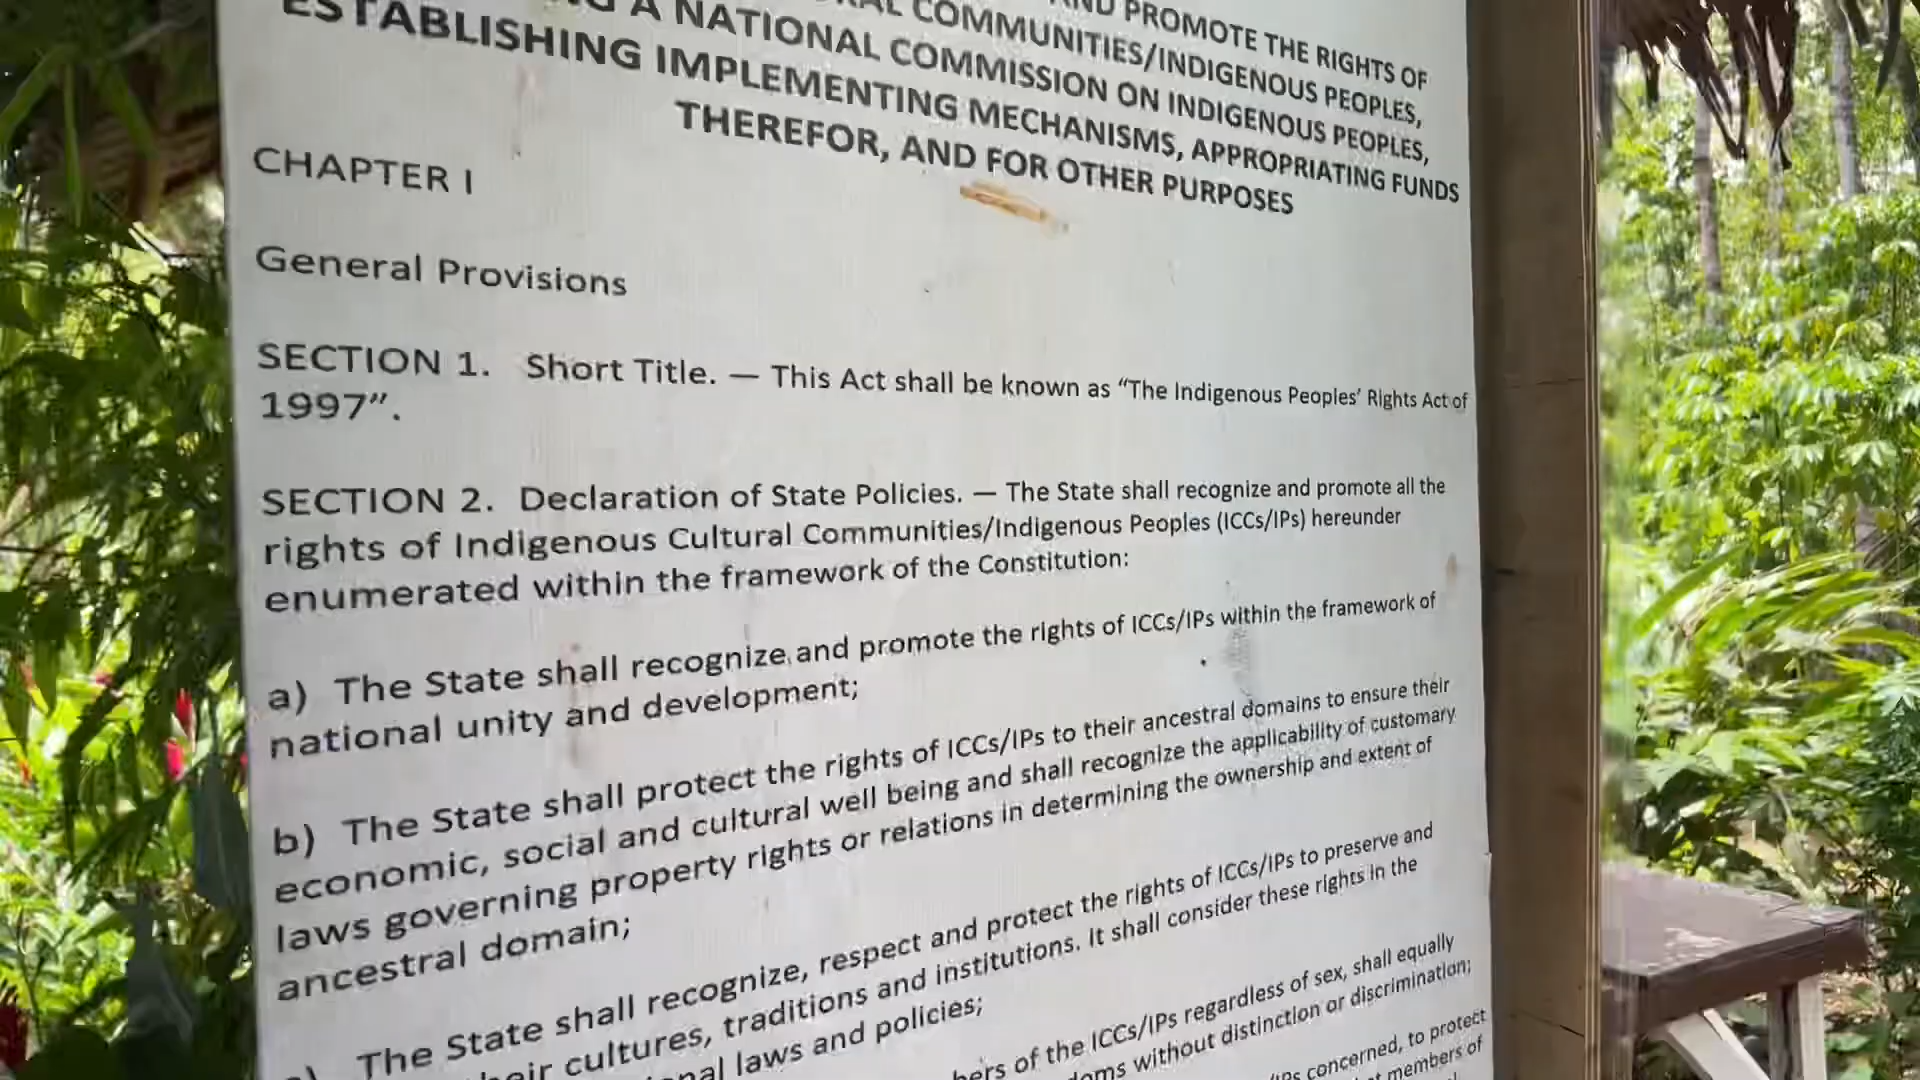 AND PROMOTE THE RIGHTS OF
COMMUNITIES/INDIGENOUS PEOPLES,
A NATIONAL COMMISSION ON INDIGENOUS PEOPLES,
ESTABLISHING IMPLEMENTING MECHANISMS, APPROPRIATING FUNDS
THEREFOR, AND FOR OTHER PURPOSES
CHAPTER I
General Provisions
SECTION 1. Short Title. — This Act shall be known as “The Indigenous Peoples’ Rights Act of
1997”.
SECTION 2. Declaration of State Policies. — The State shall recognize and promote all the
rights of Indigenous Cultural Communities/Indigenous Peoples (ICCs/IPs) hereunder
enumerated within the framework of the Constitution:
a) The State shall recognize and promote the rights of ICCs/IPs within the framework of
national unity and development;
b) The State shall protect the rights of ICCs/IPs to their ancestral domains to ensure their
economic, social and cultural well being and shall recognize the applicability of customary
laws governing property rights or relations in determining the ownership and extent of
ancestral domain;
The State shall recognize, respect and protect the rights of ICCs/IPs to preserve and
cultures, traditions and institutions. It shall consider these rights in the
laws and policies;
of the ICCs/IPs regardless of sex, shall equally
without distinction or discrimination;
concerned, to protect
members of